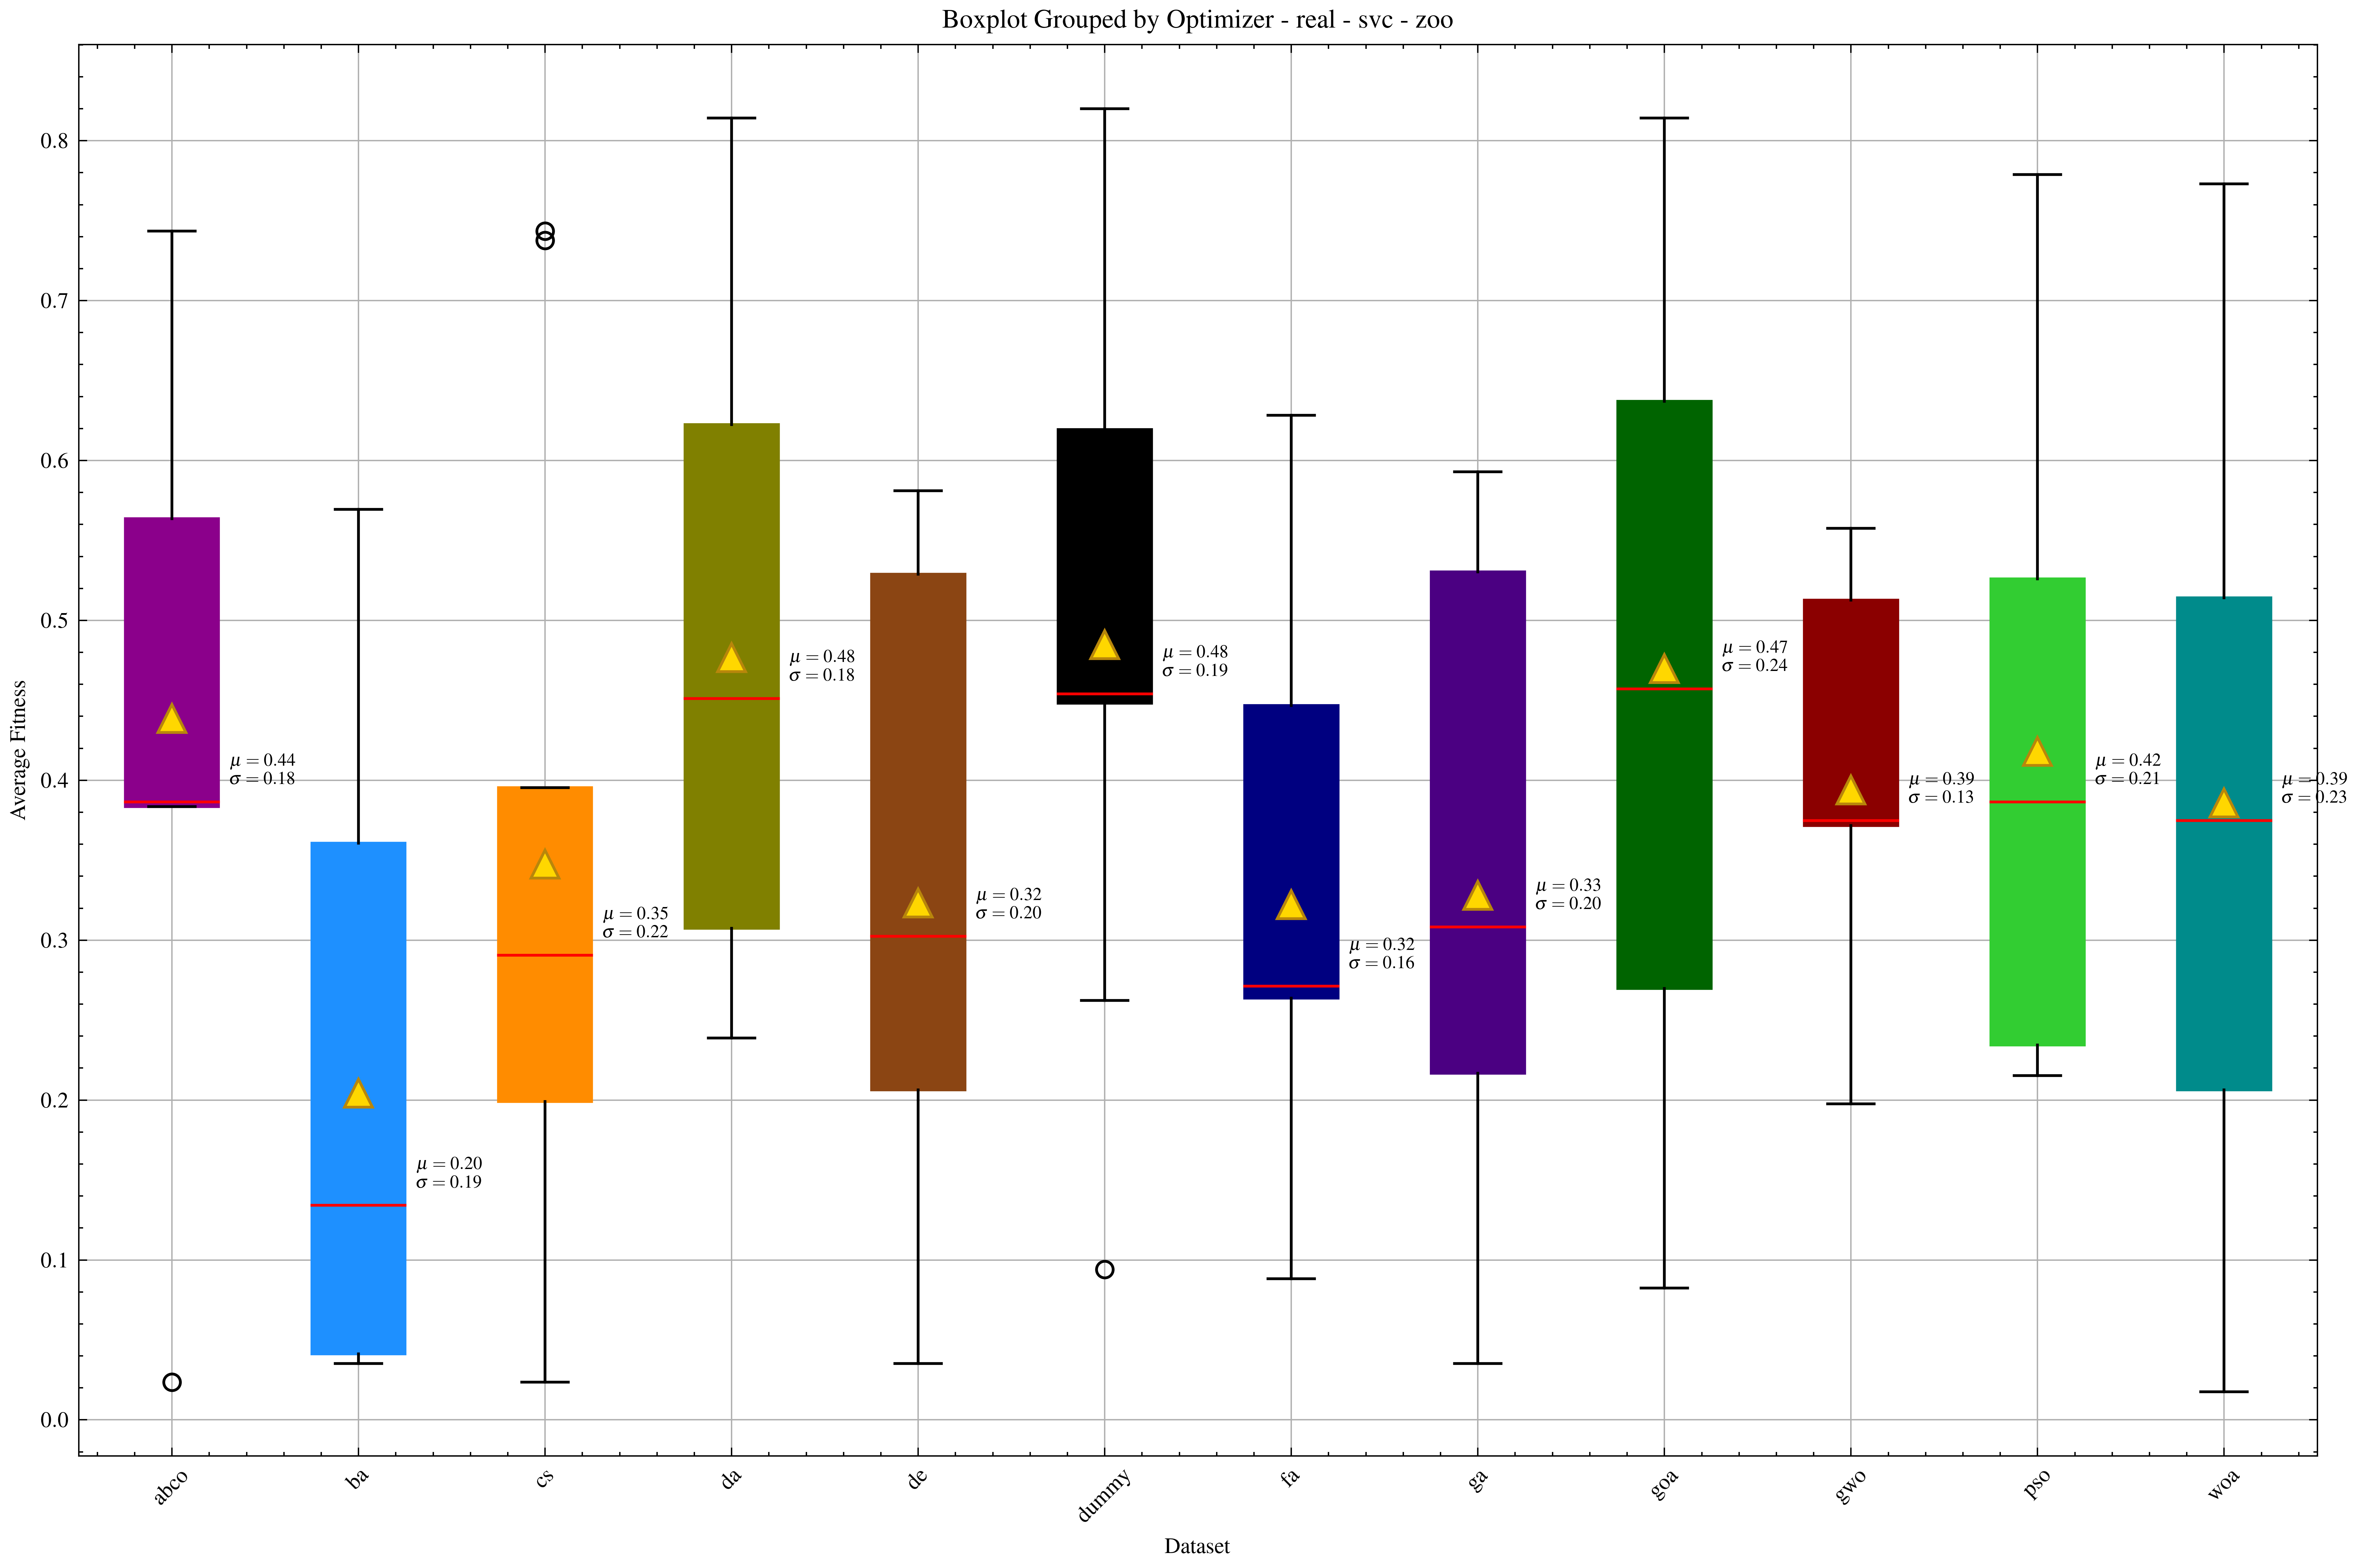 Boxplot Grouped by Optimizer - real - svc - zoo
Average Fitness
0.8
0.7
0.6
0.5
0.4
0.3
0.2
0.1
0.0
μ = 0.44
σ = 0.18
μ = 0.20
σ = 0.19
μ = 0.35
σ = 0.22
μ = 0.48
σ = 0.18
μ = 0.32
σ = 0.20
μ = 0.48
σ = 0.19
μ = 0.32
σ = 0.16
μ = 0.33
σ = 0.20
μ = 0.47
σ = 0.24
μ = 0.39
σ = 0.13
μ = 0.42
σ = 0.21
μ = 0.39
σ = 0.23
abco
ba
cs
da
de
dummy
fa
ga
goa
gwo
pso
woa
Dataset